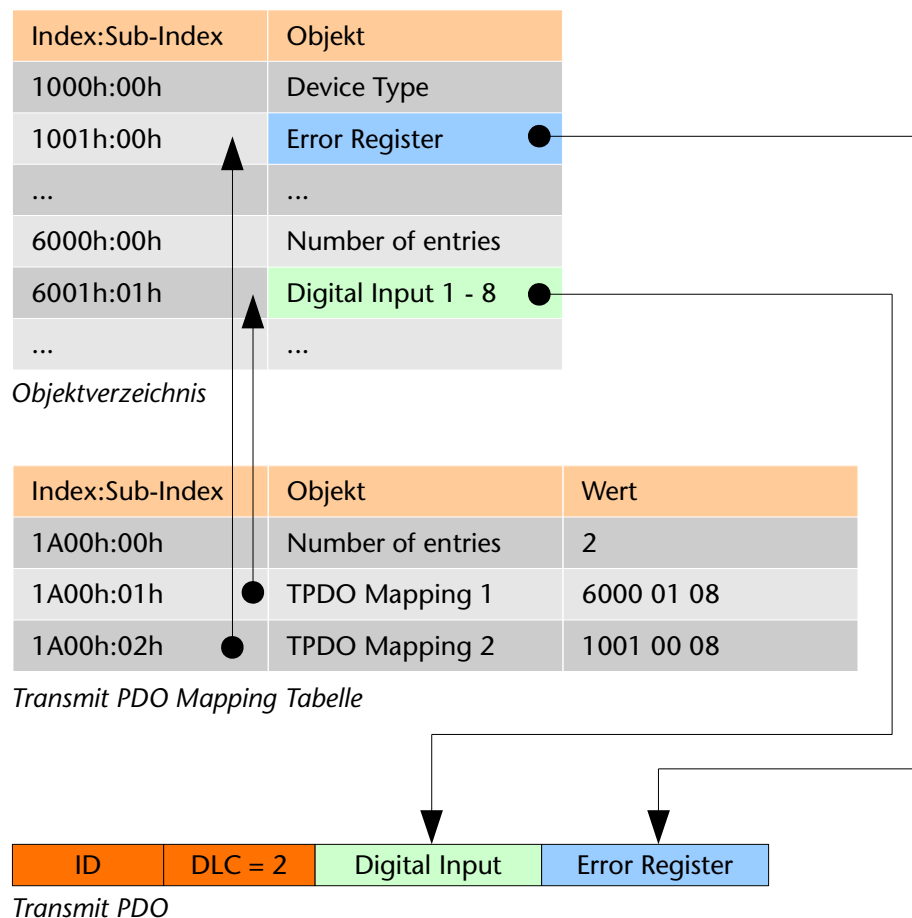 Index:Sub-Index Objekt
1000h:00h Device Type
1001h:00h Error Register
... ...
6000h:00h Number of entries
6001h:01h Digital Input 1 - 8
... ...
Objektverzeichnis
Index:Sub-Index Objekt Wert
1A00h:00h Number of entries 2
1A00h:01h TPDO Mapping 1 6000 01 08
1A00h:02h TPDO Mapping 2 1001 00 08
Transmit PDO Mapping Tabelle
ID DLC = 2 Digital Input Error Register
Transmit PDO